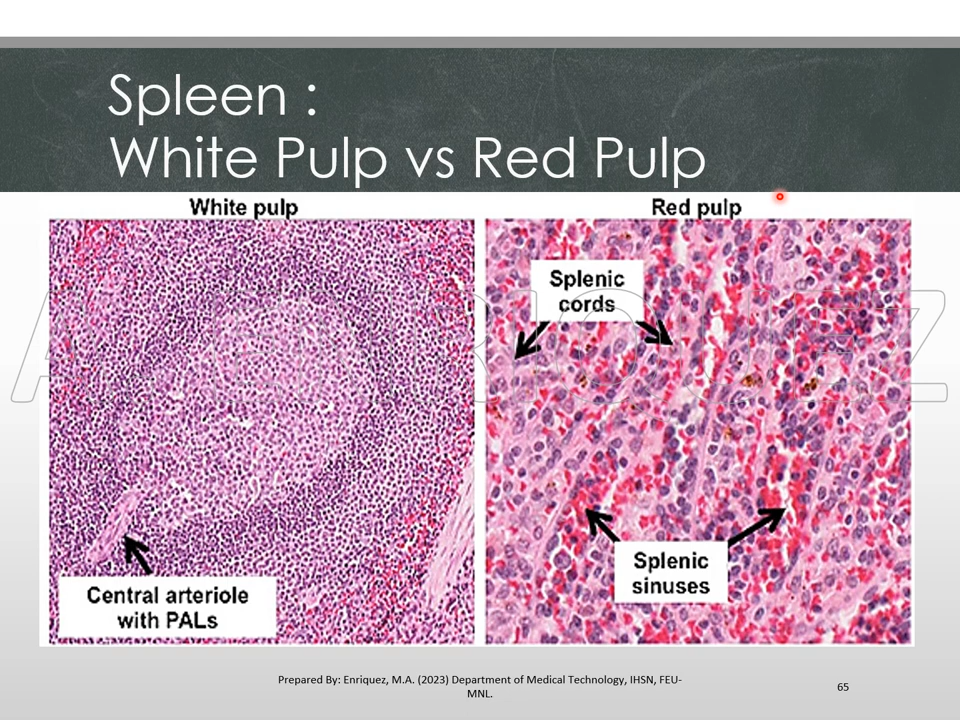 Spleen :
White Pulp vs Red Pulp
White pulp
Red pulp
Splenic
cords
Splenic
sinuses
Central arteriole
with PALs
Prepared By: Enriquez, M.A. (2023) Department of Medical Technology, IHSN, FEU-
MNL.
65